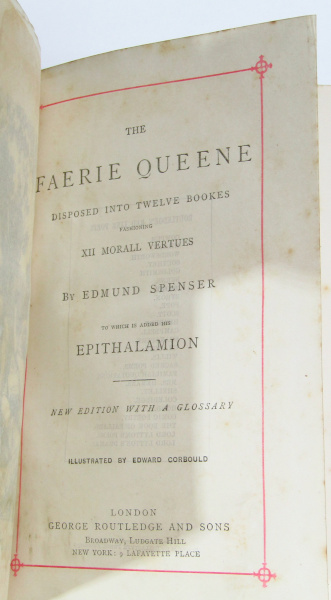 THE
FAERIE QUEENE
DISPOSED INTO TWELVE BOOKES
FASHIONING
XII MORALL VERTUES
BY EDMUND SPENSER
TO WHICH IS ADDED HIS
EPITHALAMION
NEW EDITION WITH A GLOSSARY
ILLUSTRATED BY EDWARD CORBOULD
LONDON
GEORGE ROUTLEDGE AND SONS
BROADWAY, LUDGATE HILL
NEW YORK: 9 LAFAYETTE PLACE